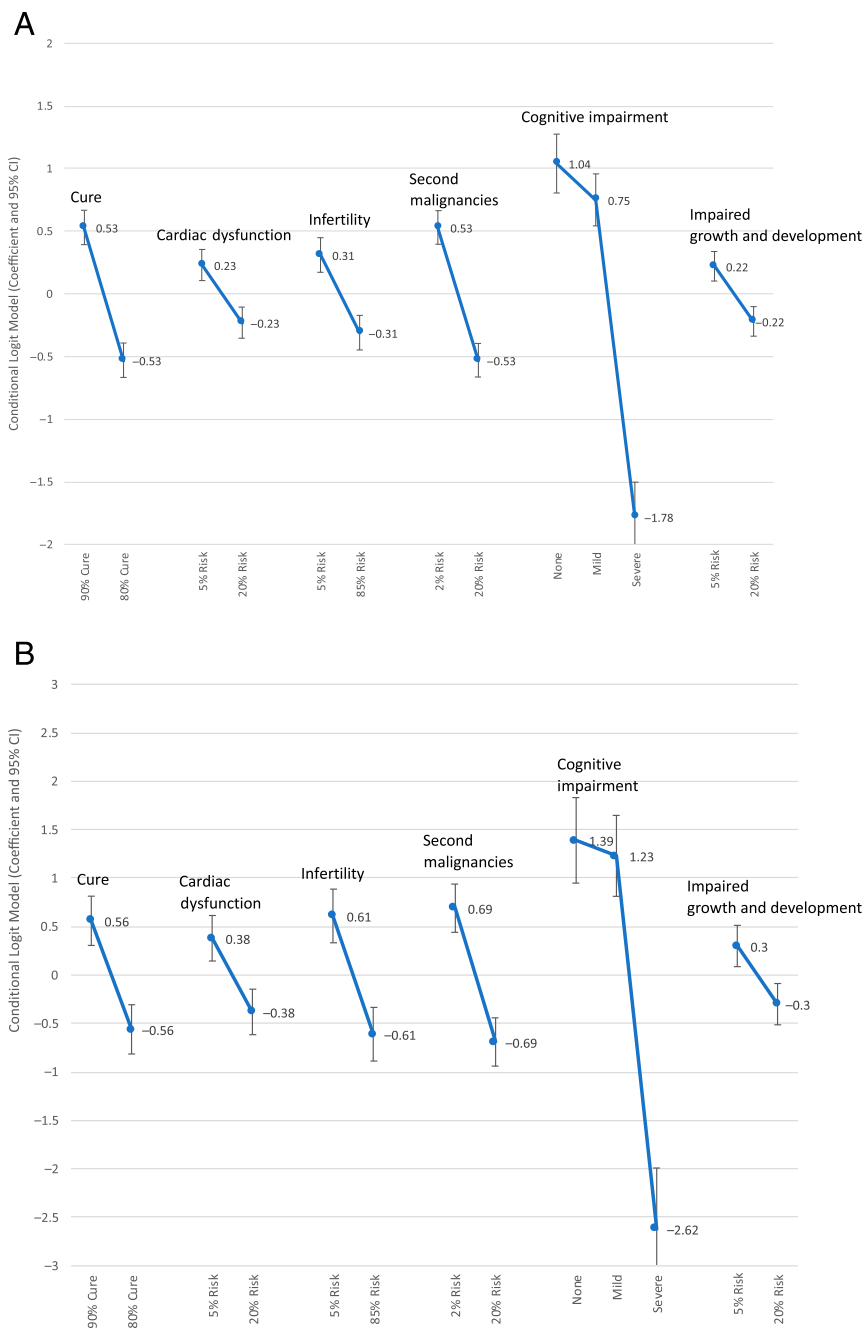 A
Conditional Logit Model (Coefficient and 95% CI)
2
1.5
1
0.5
0
−0.5
−1
−1.5
−2
Cure
0.53
−0.53
Cardiac dysfunction
0.23
−0.23
Infertility
0.31
−0.31
Second
malignancies
0.53
−0.53
Cognitive impairment
1.04
0.75
−1.78
Impaired
growth and development
0.22
−0.22
90% Cure
80% Cure
5% Risk
20% Risk
5% Risk
85% Risk
2% Risk
20% Risk
None
Mild
Severe
5% Risk
20% Risk
B
Conditional Logit Model (Coefficient and 95% CI)
3
2.5
2
1.5
1
0.5
0
−0.5
−1
−1.5
−2
−2.5
−3
Cure
0.56
−0.56
Cardiac
dysfunction
0.38
−0.38
Infertility
0.61
−0.61
Second
malignancies
0.69
−0.69
Cognitive
impairment
1.39
1.23
−2.62
Impaired
growth and development
0.3
−0.3
90% Cure
80% Cure
5% Risk
20% Risk
5% Risk
85% Risk
2% Risk
20% Risk
None
Mild
Severe
5% Risk
20% Risk